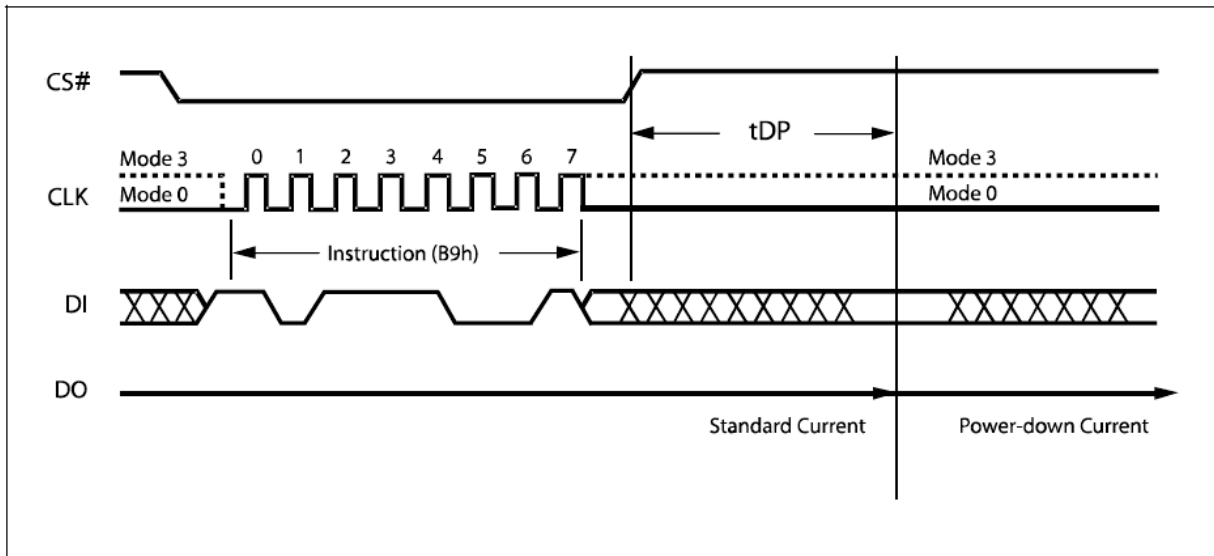 CS#
tDP
Mode 3 0 1 2 3 4 5 6 7 Mode 3
CLK Mode 0 Mode 0
Instruction (B9h)
DI
DO
Standard Current Power-down Current